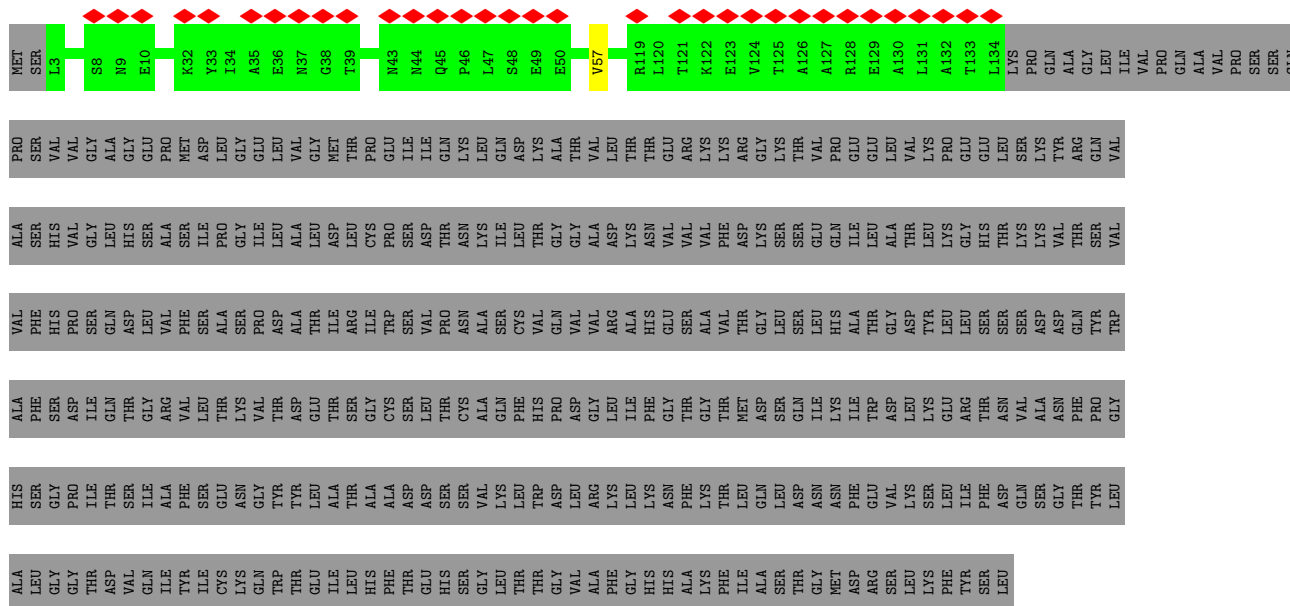 MET SER L3 S8 N9 E10 K32 Y33 I34 A35 E36 N37 G38 T39 N43 N44 Q45 P46 L47 S48 E49 E50 V57 R119 L120 T121 K122 E123 V124 T125 A126 A127 R128 E129 A130 L131 A132 T133 L134 LYS PRO GLN ALA GLY LEU ILE VAL PRO GLN ALA VAL PRO SER SER GLN
PRO SER VAL VAL GLY ALA GLY GLU PRO MET ASP LEU GLY GLU LEU VAL GLY MET THR PRO GLU ILE ILE GLN LYS LEU GLN ASP LYS ALA THR VAL LEU THR THR GLU ARG LYS LYS ARG GLY LYS THR VAL PRO GLU GLU LEU VAL LYS PRO GLU GLU LEU SER LYS TYR ARG GLN VAL
ALA SER HIS VAL GLY LEU HIS SER ALA SER ILE PRO GLY ILE LEU ALA LEU ASP LEU CYS PRO SER ASP THR ASN LYS ILE LEU THR GLY GLY ALA ASP LYS ASN VAL VAL VAL PHE ASP LYS SER SER GLU GLN ILE LEU ALA THR LEU LYS GLY HIS THR LYS LYS VAL THR SER VAL
VAL PHE HIS PRO SER GLN ASP LEU VAL PHE SER ALA SER PRO ASP ALA THR ILE ARG ILE TRP SER VAL PRO ASN ALA SER CYS VAL GLN VAL VAL ARG ALA HIS GLU SER ALA VAL THR GLY LEU SER LEU HIS ALA THR GLY ASP TYR LEU LEU SER SER SER ASP ASP GLN TYR TRP
ALA PHE SER ASP ILE GLN THR GLY ARG VAL LEU THR LYS VAL THR ASP GLU THR SER GLY CYS SER LEU THR CYS ALA GLN PHE HIS PRO ASP GLY LEU ILE PHE GLY THR GLY THR MET ASP SER GLN ILE LYS ILE TRP ASP LEU LYS GLU ARG THR ASN VAL ALA ASN PHE PRO GLY
HIS SER GLY PRO ILE THR SER ILE ALA PHE SER GLU ASN GLY TYR TYR LEU ALA THR ALA ALA ASP ASP SER SER VAL LYS LEU TRP ASP LEU ARG LYS LEU LYS ASN PHE LYS THR LEU GLN LEU ASP ASN ASN PHE GLU VAL LYS SER LEU ILE PHE ASP GLN SER GLY THR TYR LEU
ALA LEU GLY GLY THR ASP VAL GLN ILE TYR ILE CYS LYS GLN TRP THR GLU ILE LEU HIS PHE THR GLU HIS SER GLY LEU THR THR GLY VAL ALA PHE GLY HIS HIS ALA LYS PHE ILE ALA SER THR GLY MET ASP ARG SER LEU LYS PHE TYR SER LEU